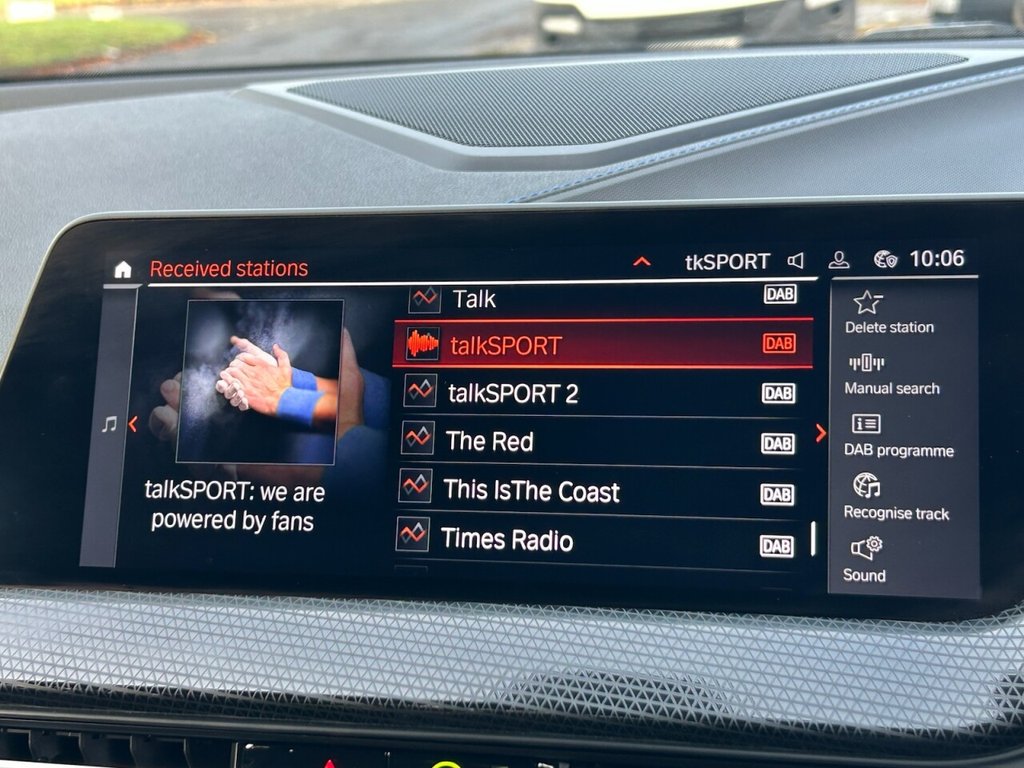 Received stations
tkSPORT
10:06
talkSPORT: we are
powered by fans
Talk DAB
talkSPORT DAB
talkSPORT 2 DAB
The Red DAB
This IsThe Coast DAB
Times Radio DAB
Delete station
Manual search
DAB programme
Recognise track
Sound